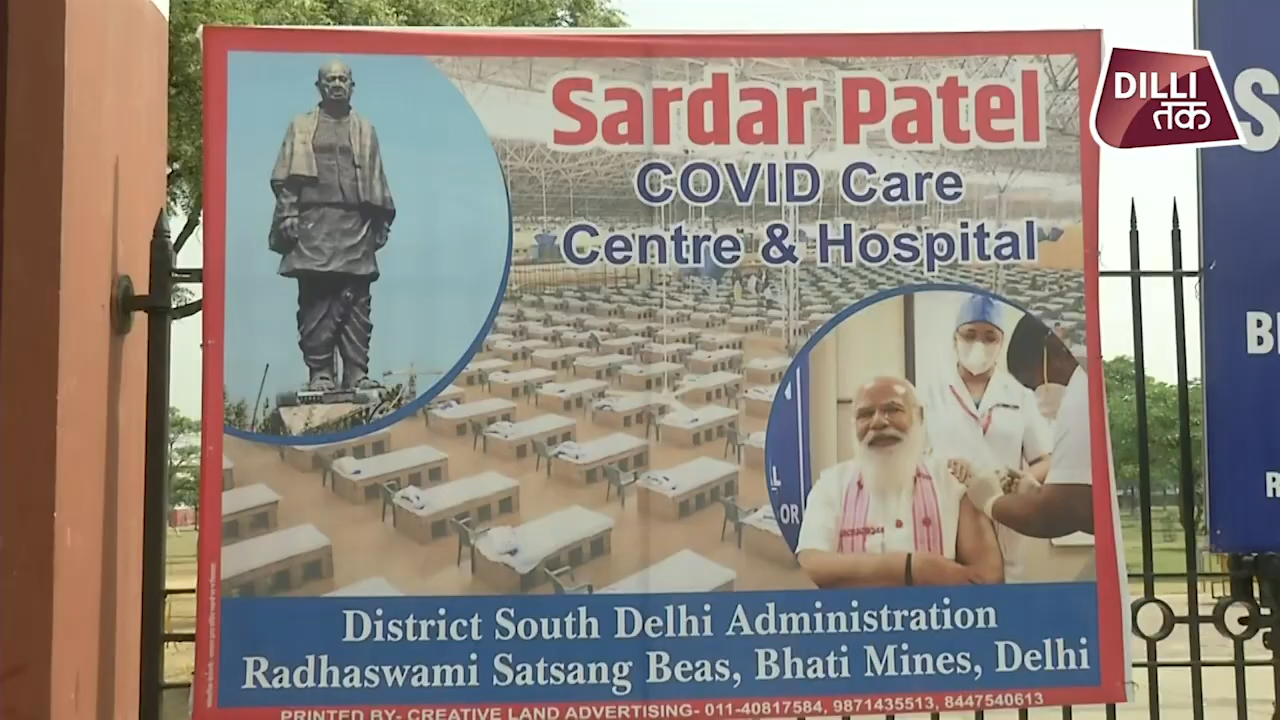 Sardar Patel
COVID Care
Centre & Hospital
OR
District South Delhi Administration
Radhaswami Satsang Beas, Bhati Mines, Delhi
PRINTED BY- CREATIVE LAND ADVERTISING- 011-40817584, 9871435513, 8447540613
DILLI
तक
S
B
R